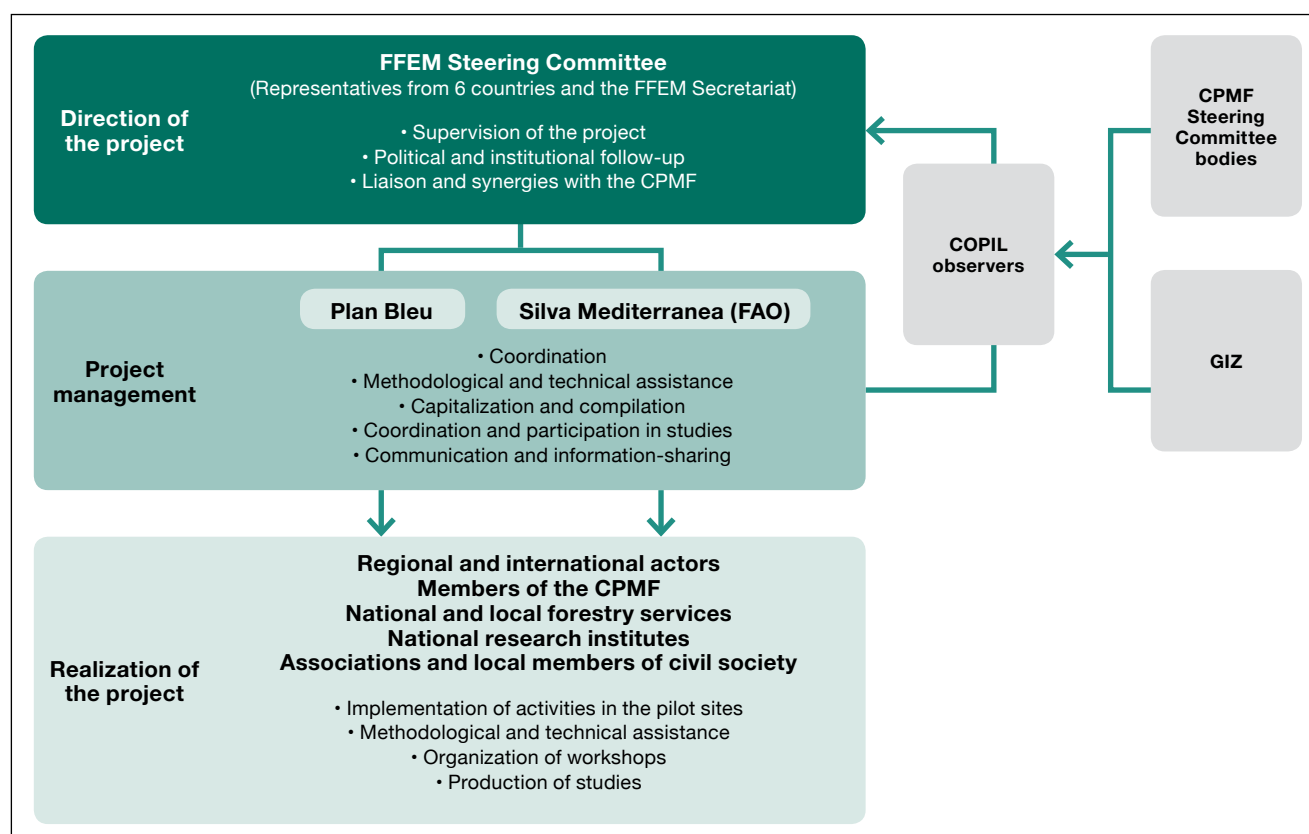 Direction of
the project
FFEM Steering Committee
(Representatives from 6 countries and the FFEM Secretariat)
• Supervision of the project
• Political and institutional follow-up
• Liaison and synergies with the CPMF
CPMF
Steering
Committee
bodies
COPIL
observers
GIZ
Project
management
Plan Bleu
Silva Mediterranea (FAO)
• Coordination
• Methodological and technical assistance
• Capitalization and compilation
• Coordination and participation in studies
• Communication and information-sharing
Realization of
the project
Regional and international actors
Members of the CPMF
National and local forestry services
National research institutes
Associations and local members of civil society
• Implementation of activities in the pilot sites
• Methodological and technical assistance
• Organization of workshops
• Production of studies